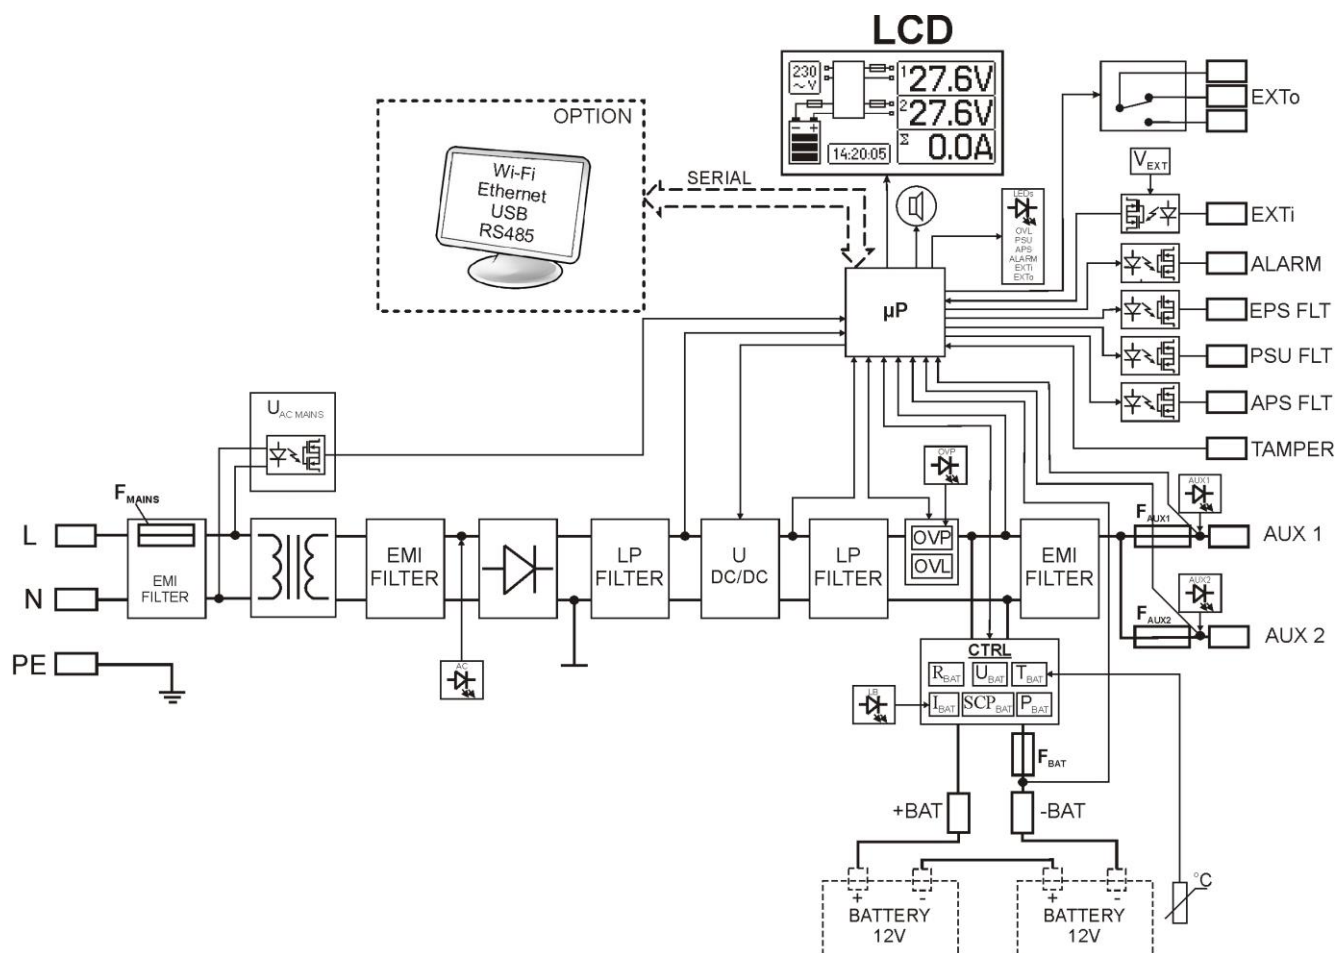 LCD
230
~ V
1 27.6V
2 27.6V
Σ 0.0A
- +
14:20:05
OPTION
Wi-Fi
Ethernet
USB
RS485
SERIAL
EXTo
VEXT
LEDs
OVL
PSU
APS
ALARM
EXTi
EXTo
EXTi
ALARM
EPS FLT
PSU FLT
APS FLT
TAMPER
µP
UAC MAINS
FMAINS
L
N
PE
EMI
FILTER
EMI
FILTER
AC
LP
FILTER
U
DC/DC
LP
FILTER
OVP
OVP
OVL
EMI
FILTER
FAUX1
AUX1
AUX 1
FAUX2
AUX2
AUX 2
CTRL
RBAT
UBAT
TBAT
LB
IBAT
SCPBAT
PBAT
FBAT
+BAT
-BAT
°C
+ -
BATTERY
12V
+ -
BATTERY
12V